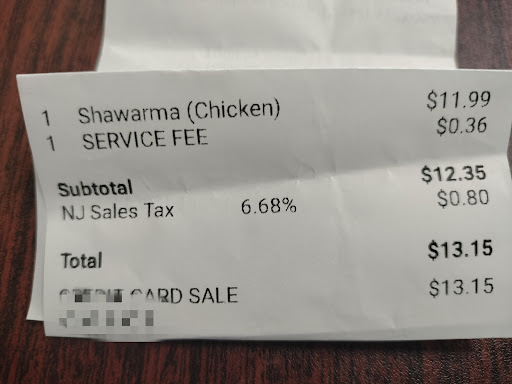 1 Shawarma (Chicken) $11.99
1 SERVICE FEE $0.36
Subtotal $12.35
NJ Sales Tax 6.68% $0.80
Total $13.15
CARD SALE $13.15